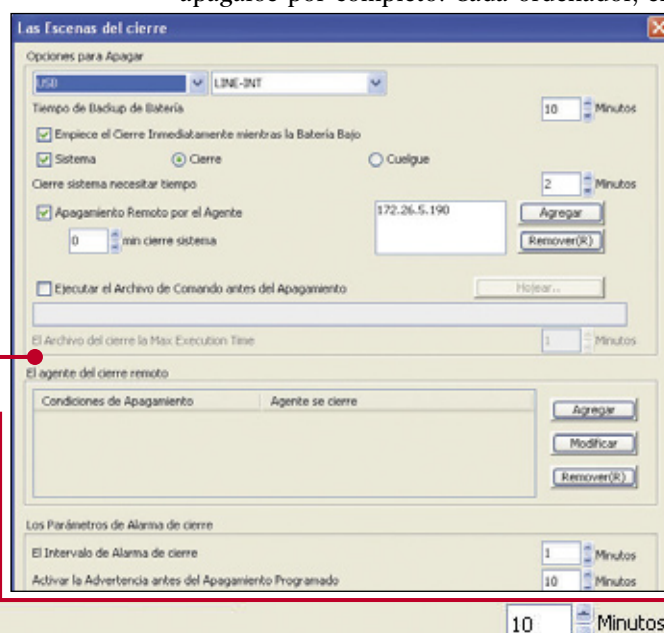 apagarse por completo. Cada ordenador, el
Las Escenas del cierre
Opciones para Apagar
USB LINE-INT
Tiempo de Backup de Batería 10 Minutos
Empiece el Cierre Inmediatamente mientras la Batería Bajo
Sistema Cierre Cuelgue
Cierre sistema necesitar tiempo 2 Minutos
Apagamiento Remoto por el Agente 172.26.5.190 Agregar
0 min cierre sistema Remover(R)
Ejecutar el Archivo de Comando antes del Apagamiento Hojear...
El Archivo del cierre la Max Execution Time 1 Minutos
El agente del cierre remoto
Condiciones de Apagamiento Agente se cierre
Agregar
Modificar
Remover(R)
Los Parámetros de Alarma de cierre
El Intervalo de Alarma de cierre 1 Minutos
Activar la Advertencia antes del Apagamiento Programado 10 Minutos
10 Minutos